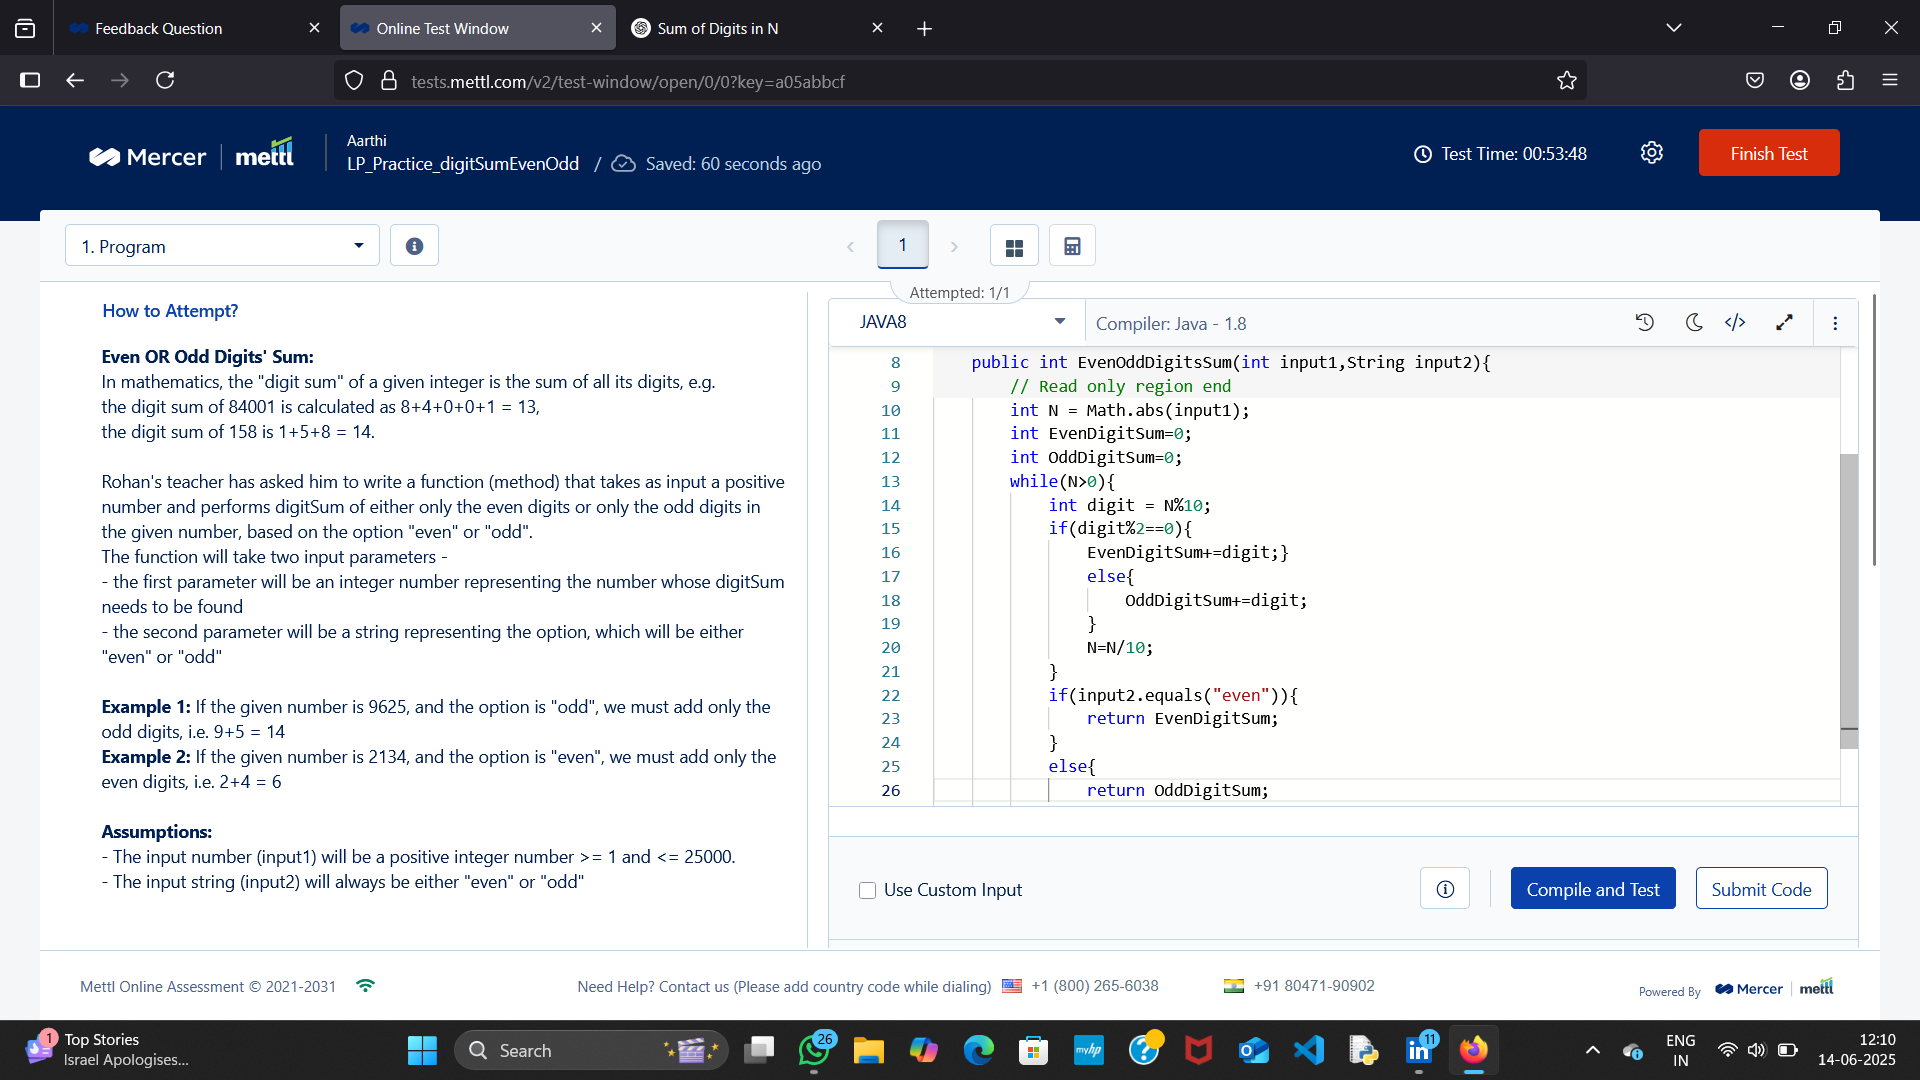 Feedback Question
Online Test Window
Sum of Digits in N
tests.mettl.com/v2/test-window/open/0/0?key=a05abbcf
Mercer mettl
Aarthi
LP_Practice_digitSumEvenOdd / Saved: 60 seconds ago
Test Time: 00:53:48
Finish Test
1. Program
1
Attempted: 1/1
How to Attempt?
Even OR Odd Digits' Sum:
In mathematics, the "digit sum" of a given integer is the sum of all its digits, e.g.
the digit sum of 84001 is calculated as 8+4+0+0+1 = 13,
the digit sum of 158 is 1+5+8 = 14.
Rohan's teacher has asked him to write a function (method) that takes as input a positive
number and performs digitSum of either only the even digits or only the odd digits in
the given number, based on the option "even" or "odd".
The function will take two input parameters -
- the first parameter will be an integer number representing the number whose digitSum
needs to be found
- the second parameter will be a string representing the option, which will be either
"even" or "odd"
Example 1: If the given number is 9625, and the option is "odd", we must add only the
odd digits, i.e. 9+5 = 14
Example 2: If the given number is 2134, and the option is "even", we must add only the
even digits, i.e. 2+4 = 6
Assumptions:
- The input number (input1) will be a positive integer number >= 1 and <= 25000.
- The input string (input2) will always be either "even" or "odd"
JAVA8
Compiler: Java - 1.8
8 public int EvenOddDigitsSum(int input1,String input2){
9 // Read only region end
10 int N = Math.abs(input1);
11 int EvenDigitSum=0;
12 int OddDigitSum=0;
13 while(N>0){
14 int digit = N%10;
15 if(digit%2==0){
16 EvenDigitSum+=digit;}
17 else{
18 OddDigitSum+=digit;
19 }
20 N=N/10;
21 }
22 if(input2.equals("even")){
23 return EvenDigitSum;
24 }
25 else{
26 return OddDigitSum;
Use Custom Input
Compile and Test
Submit Code
Mettl Online Assessment © 2021-2031
Need Help? Contact us (Please add country code while dialing) +1 (800) 265-6038 +91 80471-90902
Powered By Mercer mettl
1
Top Stories
Israel Apologises...
Search
26
myhp
11
ENG
IN
12:10
14-06-2025